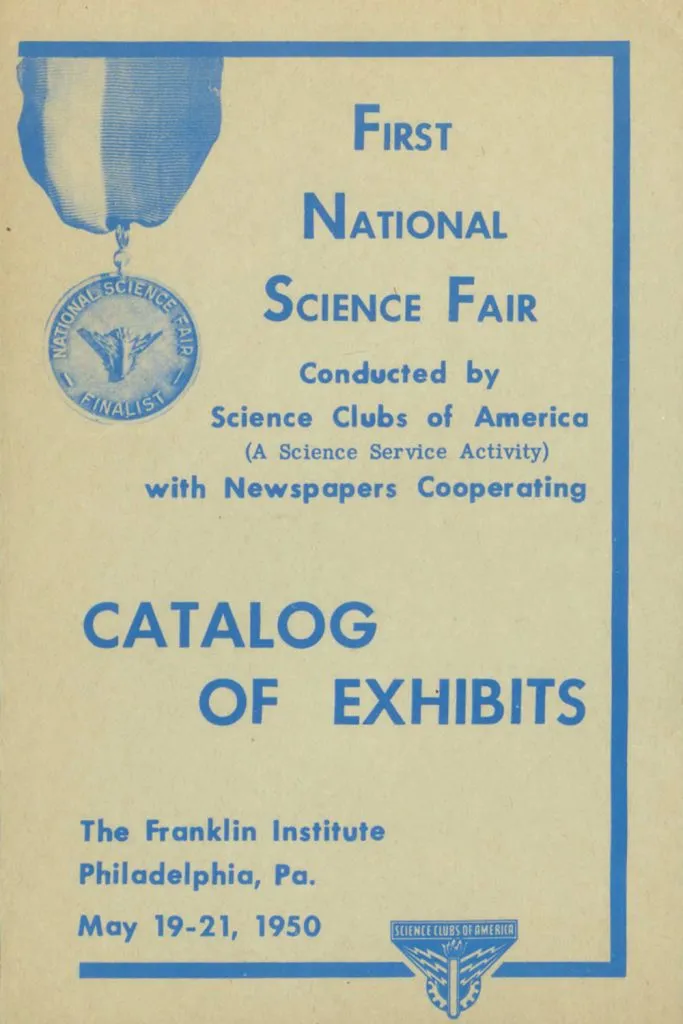 First
National
Science Fair
Conducted by
Science Clubs of America
(A Science Service Activity)
with Newspapers Cooperating
NATIONAL SCIENCE FAIR
— FINALIST —
CATALOG
OF EXHIBITS
The Franklin Institute
Philadelphia, Pa.
May 19-21, 1950
SCIENCE CLUBS OF AMERICA